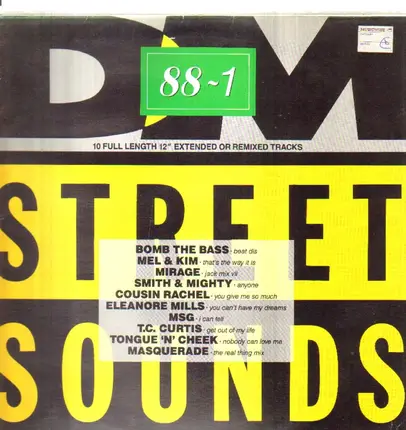 DM
88~1
10 FULL LENGTH 12" EXTENDED OR REMIXED TRACKS
STREET
BOMB THE BASS · beat dis
MEL & KIM · that's the way it is
MIRAGE · jack mix vii
SMITH & MIGHTY · anyone
COUSIN RACHEL · you give me so much
ELEANORE MILLS · you can't have my dreams
MSG · i can tell
T.C. CURTIS · get out of my life
TONGUE 'N' CHEEK · nobody can love me
MASQUERADE · the real thing mix
SOUNDS